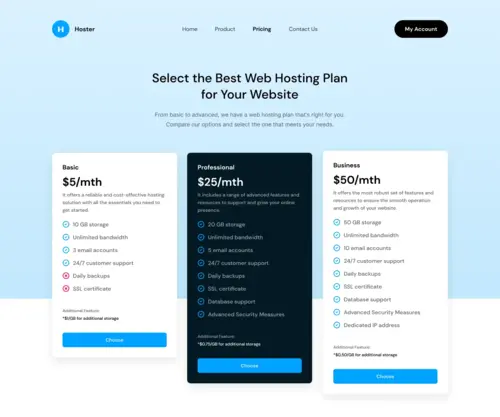 H Hoster
Home Product Pricing Contact Us
My Account
Select the Best Web Hosting Plan
for Your Website
From basic to advanced, we have a web hosting plan that's right for you.
Compare our options and select the one that meets your needs.
Basic
$5/mth
It offers a reliable and cost-effective hosting
solution with all the essentials you need to
get started.
10 GB storage
Unlimited bandwidth
3 email accounts
24/7 customer support
Daily backups
SSL certificate
Additional Feature:
*$1/GB for additional storage
Choose
Professional
$25/mth
It includes a range of advanced features and
resources to support and grow your online
presence.
20 GB storage
Unlimited bandwidth
5 email accounts
24/7 customer support
Daily backups
SSL certificate
Database support
Advanced Security Measures
Additional Feature:
*$0.75/GB for additional storage
Choose
Business
$50/mth
It offers the most robust set of features and
resources to ensure the smooth operation
and growth of your website.
50 GB storage
Unlimited bandwidth
10 email accounts
24/7 customer support
Daily backups
SSL certificate
Database support
Advanced Security Measures
Dedicated IP address
Additional Feature:
*$0.50/GB for additional storage
Choose